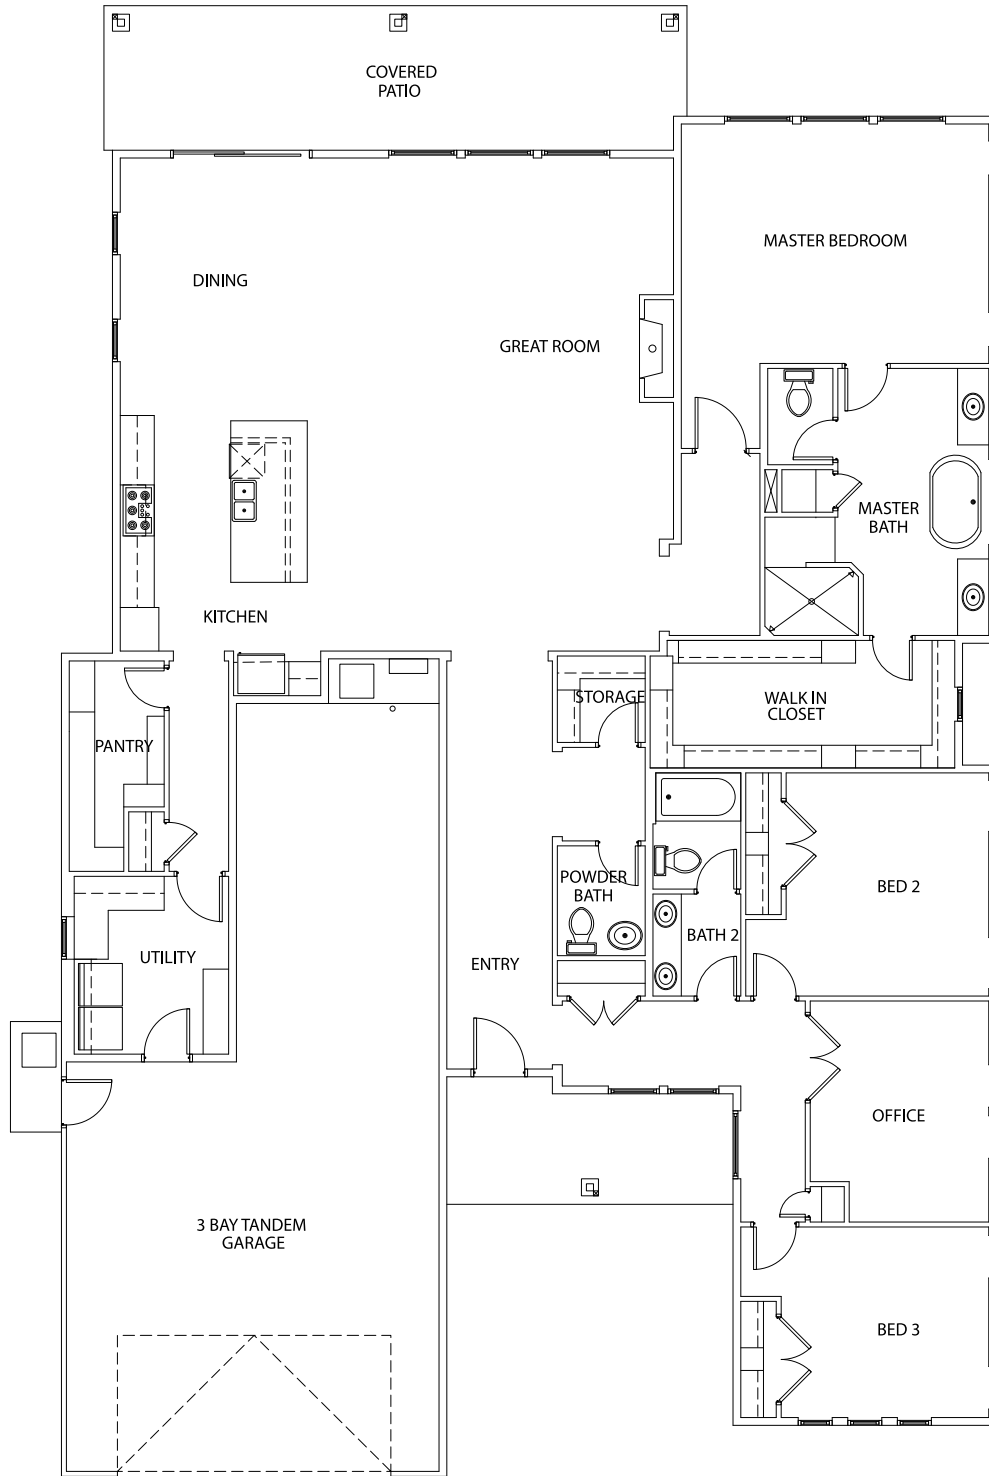 COVERED
PATIO
MASTER BEDROOM
DINING
GREAT ROOM
MASTER
BATH
KITCHEN
STORAGE
WALK IN
CLOSET
PANTRY
POWDER
BATH
BED 2
BATH 2
UTILITY
ENTRY
OFFICE
3 BAY TANDEM
GARAGE
BED 3